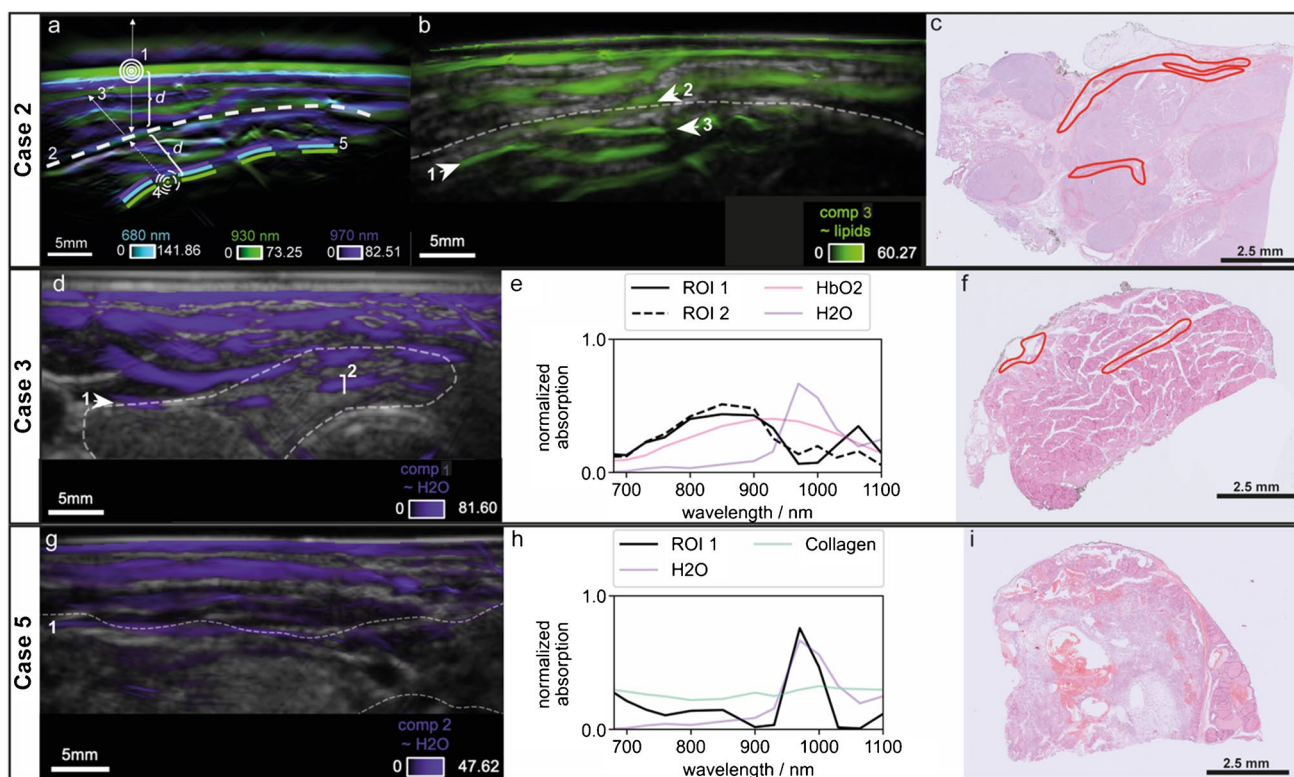 Case 2
a
1
3
d
2
d
5
4
680 nm
930 nm
970 nm
0 141.86
0 73.25
0 82.51
5mm
b
2
3
1
comp 3
~ lipids
0 60.27
5mm
c
2.5 mm
Case 3
d
2
1
comp 1
~ H2O
0 81.60
5mm
e
ROI 1
HbO2
ROI 2
H2O
1.0
normalized
absorption
0.0
700 800 900 1000 1100
wavelength / nm
f
2.5 mm
Case 5
g
1
comp 2
~ H2O
0 47.62
5mm
h
ROI 1
Collagen
H2O
1.0
normalized
absorption
0.0
700 800 900 1000 1100
wavelength / nm
i
2.5 mm